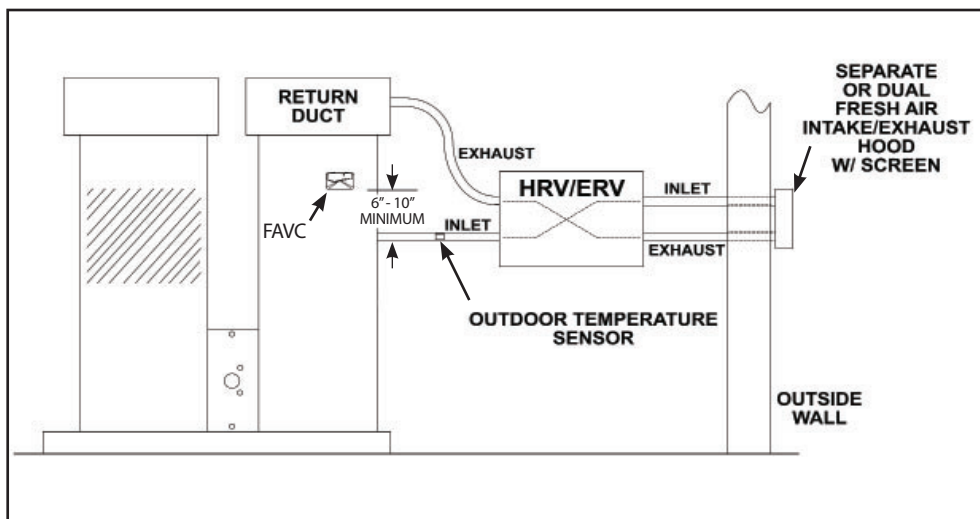 SEPARATE
OR DUAL
FRESH AIR
INTAKE/EXHAUST
HOOD
W/ SCREEN
RETURN
DUCT
EXHAUST
HRV/ERV
INLET
FAVC
6”- 10”
MINIMUM
INLET
EXHAUST
OUTDOOR TEMPERATURE
SENSOR
OUTSIDE
WALL